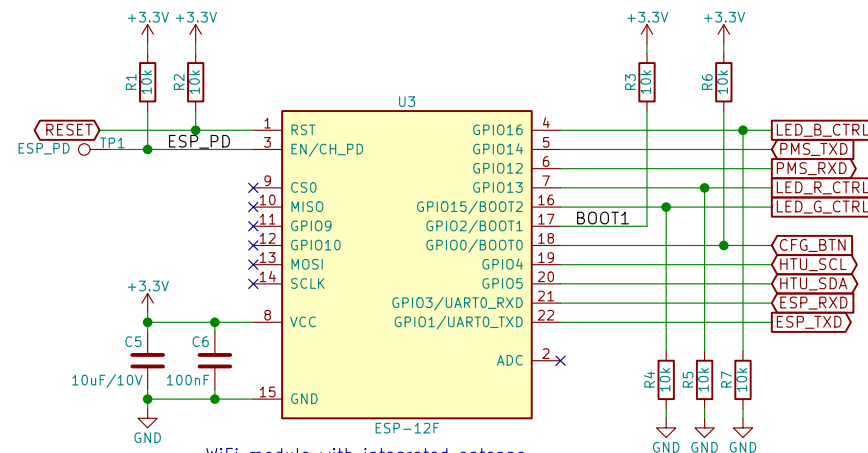 +3.3V +3.3V +3.3V +3.3V
R1 10k R2 10k R3 10k R6 10k
U3
RESET 1 RST GPIO16 4 LED_B_CTRL
ESP_PD TP1 ESP_PD 3 EN/CH_PD GPIO14 5 PMS_TXD
GPIO12 6 PMS_RXD
9 CS0 GPIO13 7 LED_R_CTRL
10 MISO GPIO15/BOOT2 16 LED_G_CTRL
11 GPIO9 GPIO2/BOOT1 17 BOOT1
12 GPIO10 GPIO0/BOOT0 18 CFG_BTN
13 MOSI GPIO4 19 HTU_SCL
14 SCLK GPIO5 20 HTU_SDA
+3.3V
GPIO3/UART0_RXD 21 ESP_RXD
8 VCC GPIO1/UART0_TXD 22 ESP_TXD
C5 C6
ADC 2
10uF/10V 100nF
R4 10k R5 10k R7 10k
15 GND
ESP-12F
GND GND GND GND
WiFi module with integrated antenna